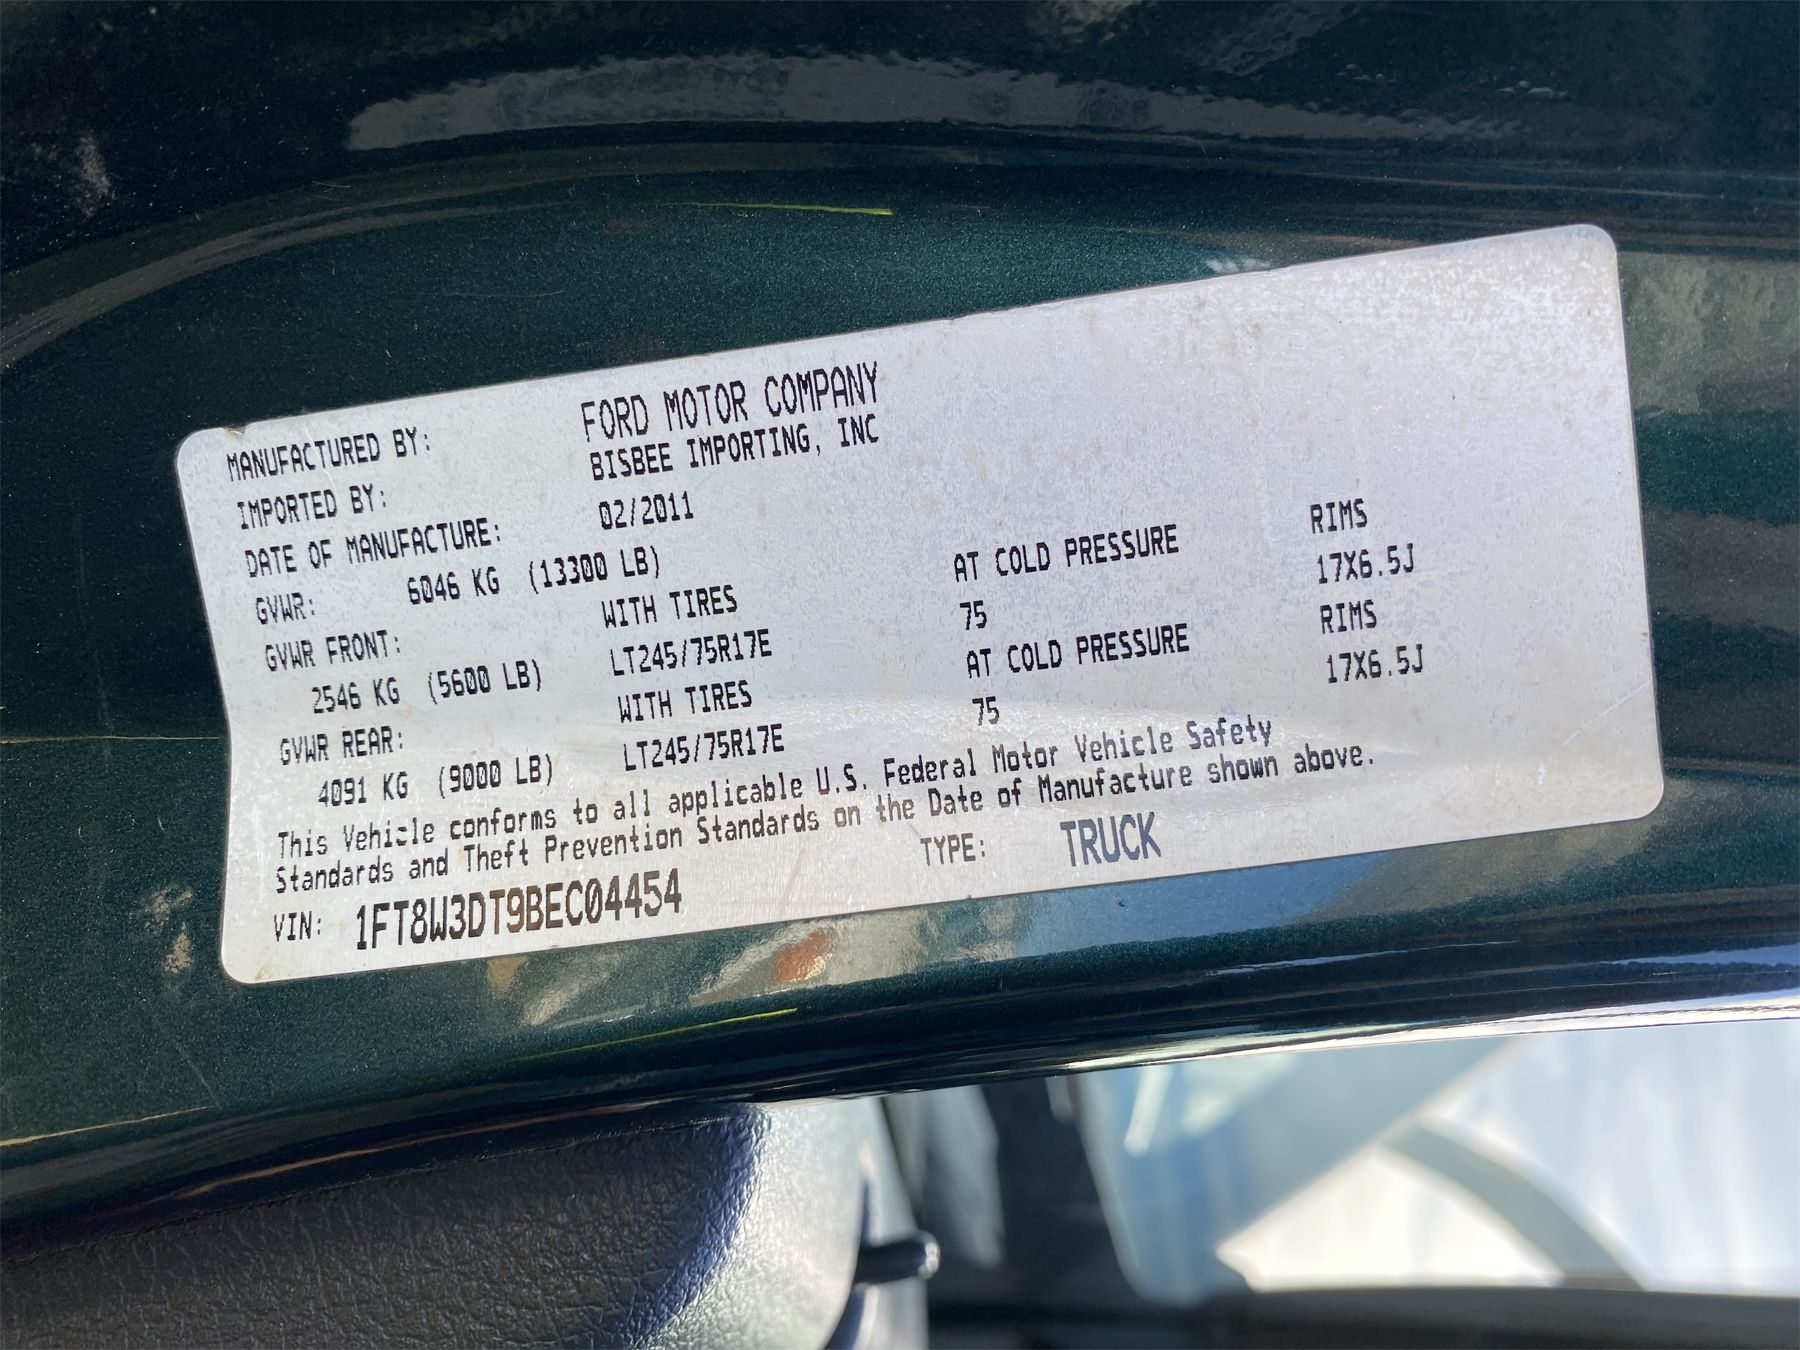 MANUFACTURED BY: FORD MOTOR COMPANY
IMPORTED BY: BISBEE IMPORTING, INC
DATE OF MANUFACTURE: 02/2011
GVWR: 6046 KG (13300 LB)
GVWR FRONT: WITH TIRES AT COLD PRESSURE RIMS
2546 KG (5600 LB) LT245/75R17E 75 17X6.5J
GVWR REAR: WITH TIRES AT COLD PRESSURE RIMS
4091 KG (9000 LB) LT245/75R17E 75 17X6.5J
This Vehicle conforms to all applicable U.S. Federal Motor Vehicle Safety
Standards and Theft Prevention Standards on the Date of Manufacture shown above.
VIN: 1FT8W3DT9BEC04454 TYPE: TRUCK